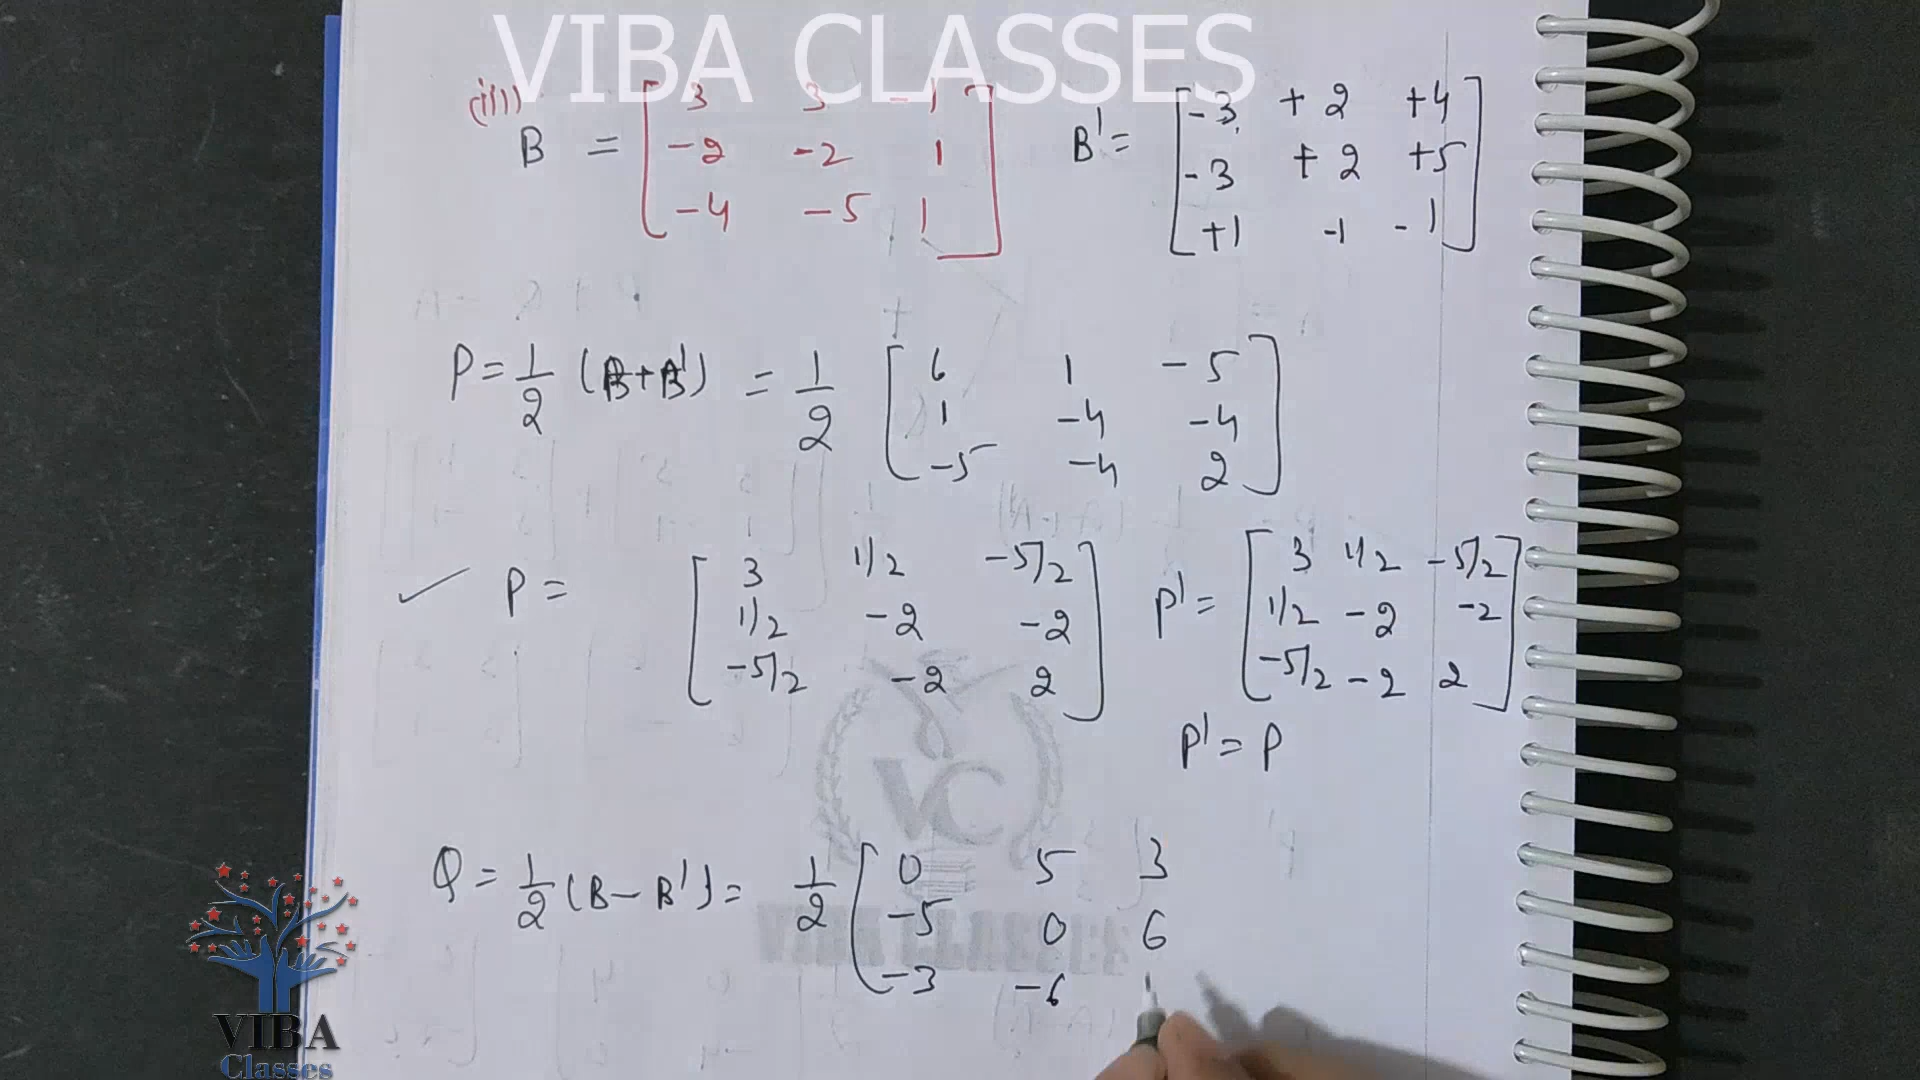 VIBA CLASSES
(iii)
B = [ 3 3 -1
-2 -2 1
-4 -5 1 ]
B' = [ -3 +2 +4
-3 +2 +5
+1 -1 -1 ]
P = 1/2 (B+B') = 1/2 [ 6 1 -5
1 -4 -4
-5 -4 2 ]
✓ P = [ 3 1/2 -5/2
1/2 -2 -2
-5/2 -2 2 ]
P' = [ 3 1/2 -5/2
1/2 -2 -2
-5/2 -2 2 ]
P' = P
Q = 1/2 (B - B') = 1/2 [ 0 5 3
-5 0 6
-3 -6
VC
VIBA CLASSES
VIBA
Classes